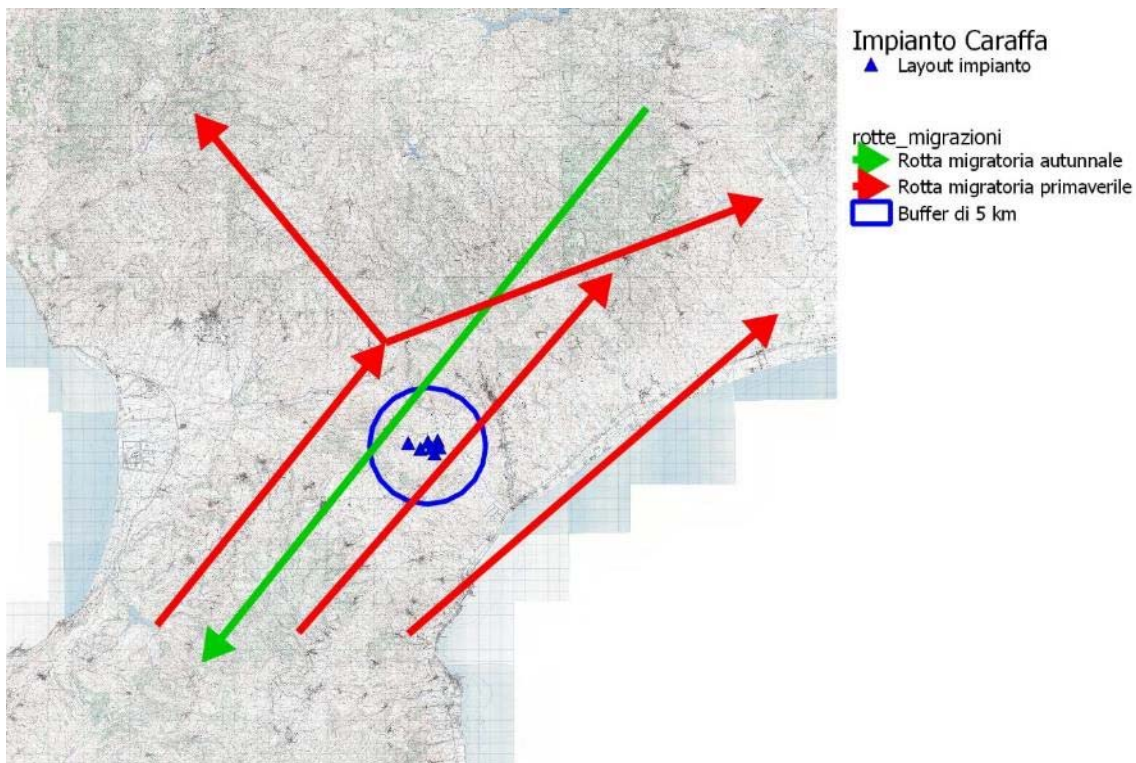 Impianto Caraffa
Layout impianto
rotte_migrazioni
Rotta migratoria autunnale
Rotta migratoria primaverile
Buffer di 5 km